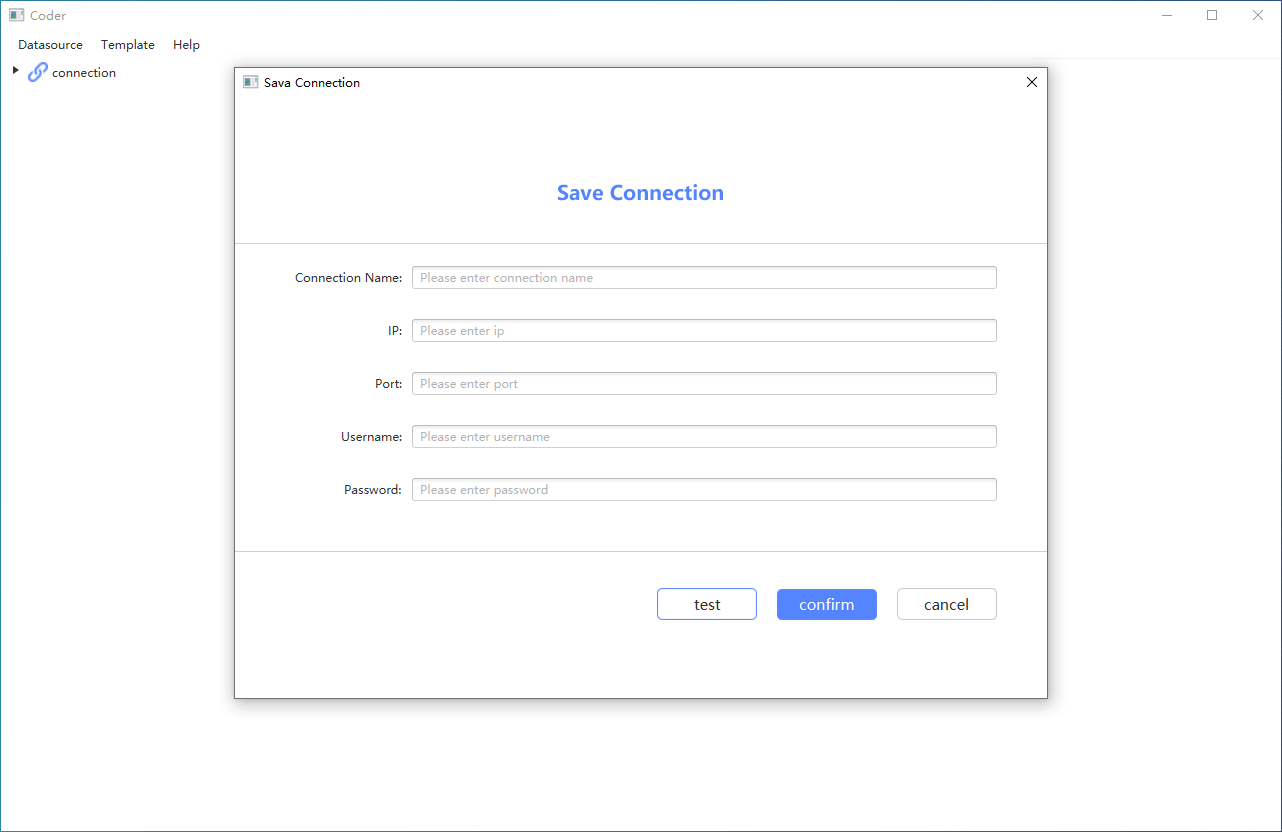 Coder
Datasource Template Help
connection
Sava Connection
Save Connection
Connection Name: Please enter connection name
IP: Please enter ip
Port: Please enter port
Username: Please enter username
Password: Please enter password
test confirm cancel